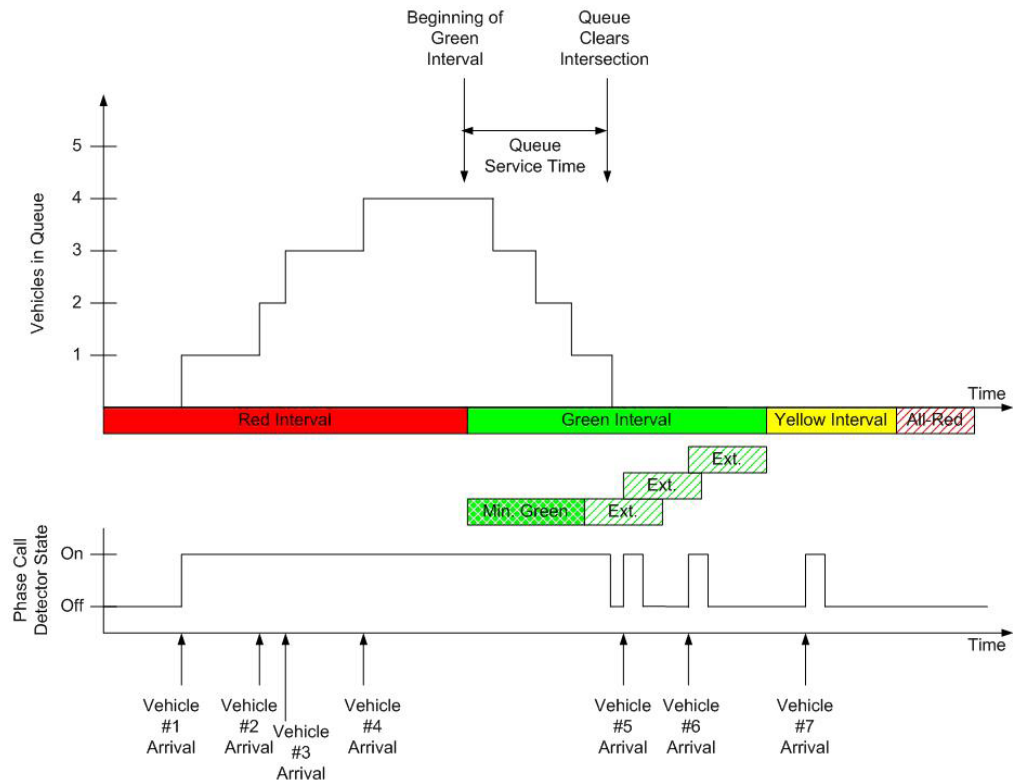 Beginning of
Green
Interval
Queue
Clears
Intersection
Queue
Service Time
Vehicles in Queue
5
4
3
2
1
Time
Red Interval
Green Interval
Yellow Interval
All-Red
Ext.
Ext.
Min. Green
Ext.
Phase Call
Detector State
On
Off
Time
Vehicle
#1
Arrival
Vehicle
#2
Arrival
Vehicle
#3
Arrival
Vehicle
#4
Arrival
Vehicle
#5
Arrival
Vehicle
#6
Arrival
Vehicle
#7
Arrival